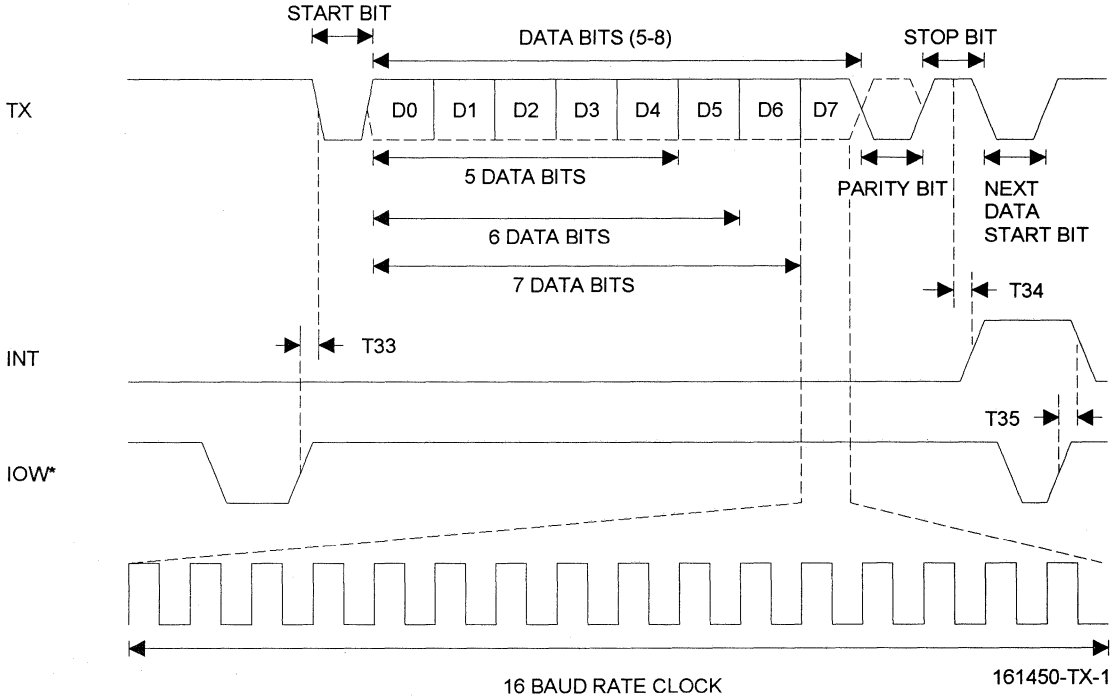 START BIT
DATA BITS (5-8)
STOP BIT
TX
D0 D1 D2 D3 D4 D5 D6 D7
5 DATA BITS
PARITY BIT
NEXT
DATA
START BIT
6 DATA BITS
7 DATA BITS
T34
T33
INT
T35
IOW*
16 BAUD RATE CLOCK
161450-TX-1